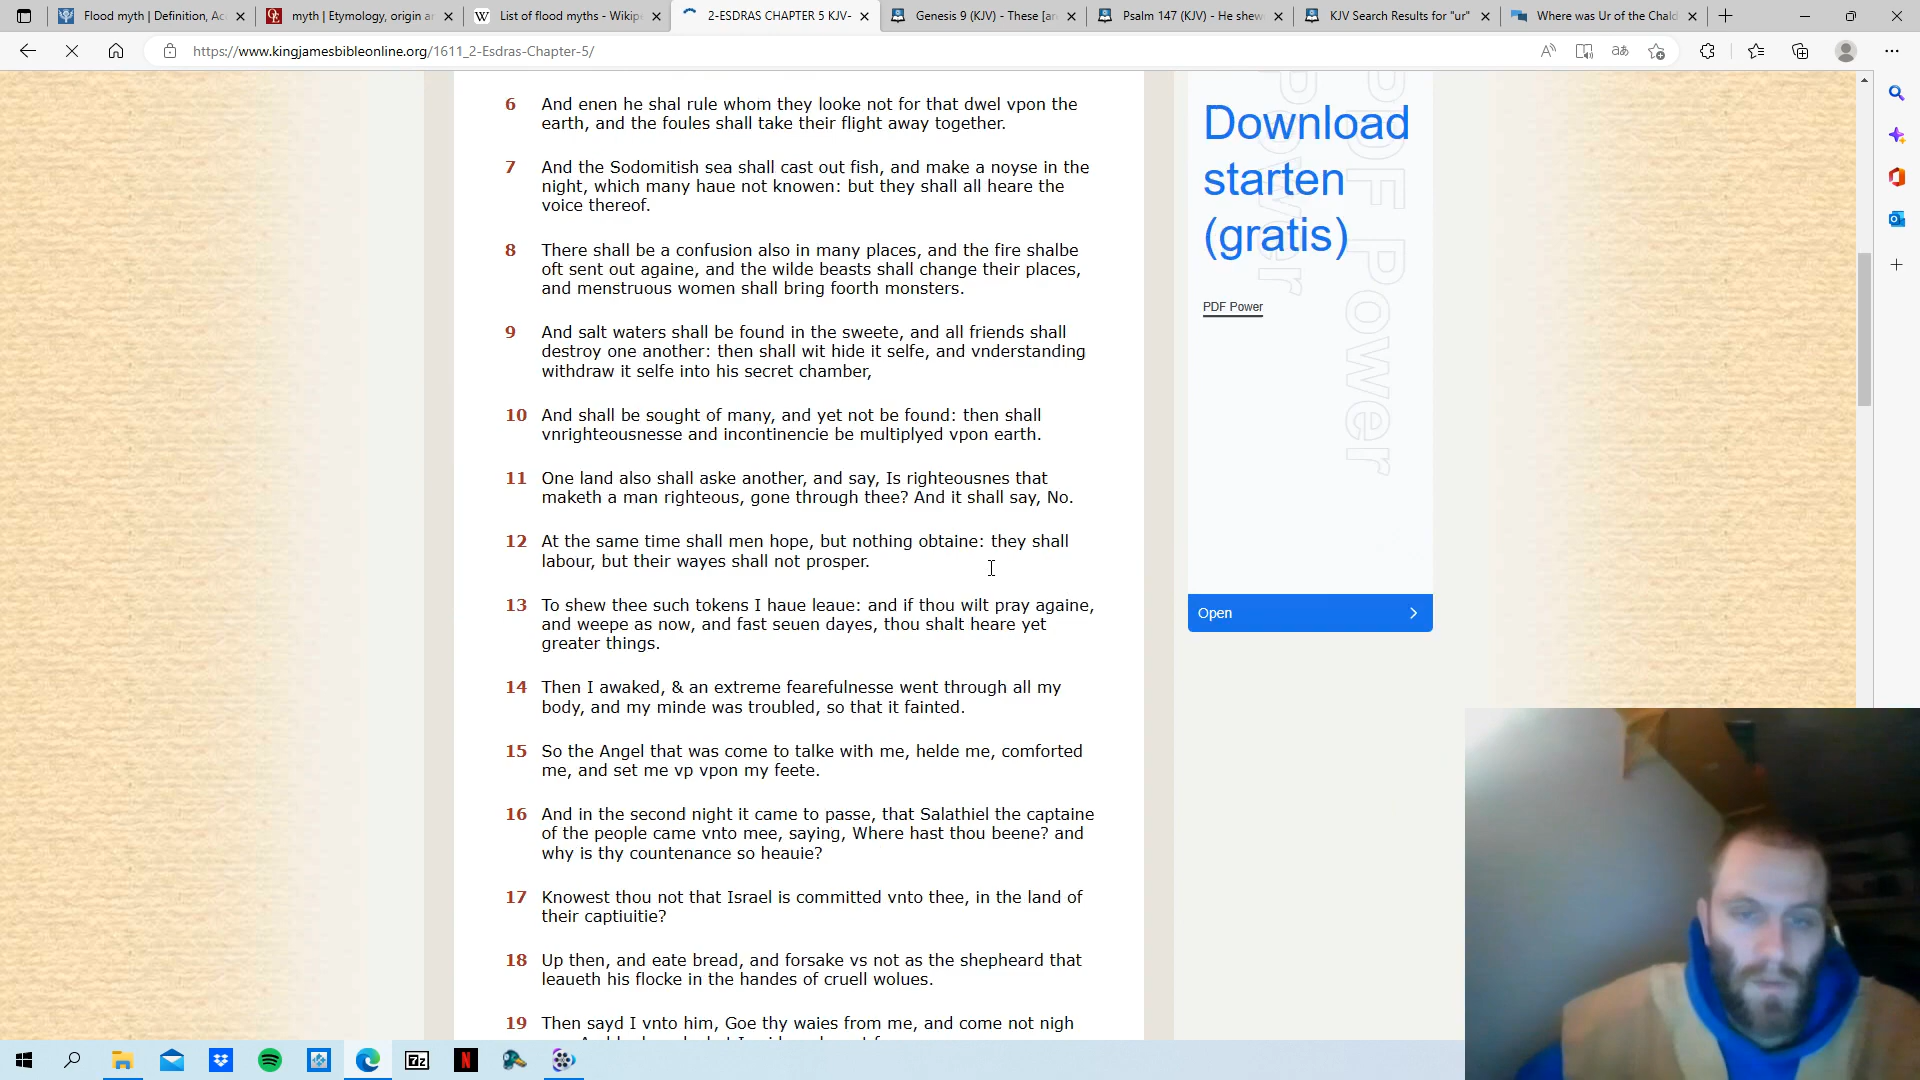 Flood myth | Definition, Ac
myth | Etymology, origin a
List of flood myths - Wikip
2-ESDRAS CHAPTER 5 KJV-
Genesis 9 (KJV) - These [ar
Psalm 147 (KJV) - He shew
KJV Search Results for "ur"
Where was Ur of the Chald
https://www.kingjamesbibleonline.org/1611_2-Esdras-Chapter-5/
6 And enen he shal rule whom they looke not for that dwel vpon the
earth, and the foules shall take their flight away together.
7 And the Sodomitish sea shall cast out fish, and make a noyse in the
night, which many haue not knowen: but they shall all heare the
voice thereof.
8 There shall be a confusion also in many places, and the fire shalbe
oft sent out againe, and the wilde beasts shall change their places,
and menstruous women shall bring foorth monsters.
9 And salt waters shall be found in the sweete, and all friends shall
destroy one another: then shall wit hide it selfe, and vnderstanding
withdraw it selfe into his secret chamber,
10 And shall be sought of many, and yet not be found: then shall
vnrighteousnesse and incontinencie be multiplyed vpon earth.
11 One land also shall aske another, and say, Is righteousnes that
maketh a man righteous, gone through thee? And it shall say, No.
12 At the same time shall men hope, but nothing obtaine: they shall
labour, but their wayes shall not prosper.
13 To shew thee such tokens I haue leaue: and if thou wilt pray againe,
and weepe as now, and fast seuen dayes, thou shalt heare yet
greater things.
14 Then I awaked, & an extreme fearefulnesse went through all my
body, and my minde was troubled, so that it fainted.
15 So the Angel that was come to talke with me, helde me, comforted
me, and set me vp vpon my feete.
16 And in the second night it came to passe, that Salathiel the captaine
of the people came vnto mee, saying, Where hast thou beene? and
why is thy countenance so heauie?
17 Knowest thou not that Israel is committed vnto thee, in the land of
their captiuitie?
18 Up then, and eate bread, and forsake vs not as the shepheard that
leaueth his flocke in the handes of cruell wolues.
19 Then sayd I vnto him, Goe thy waies from me, and come not nigh
Download
starten
(gratis)
PDF Power
PDF Power
Power
Open
7z
N